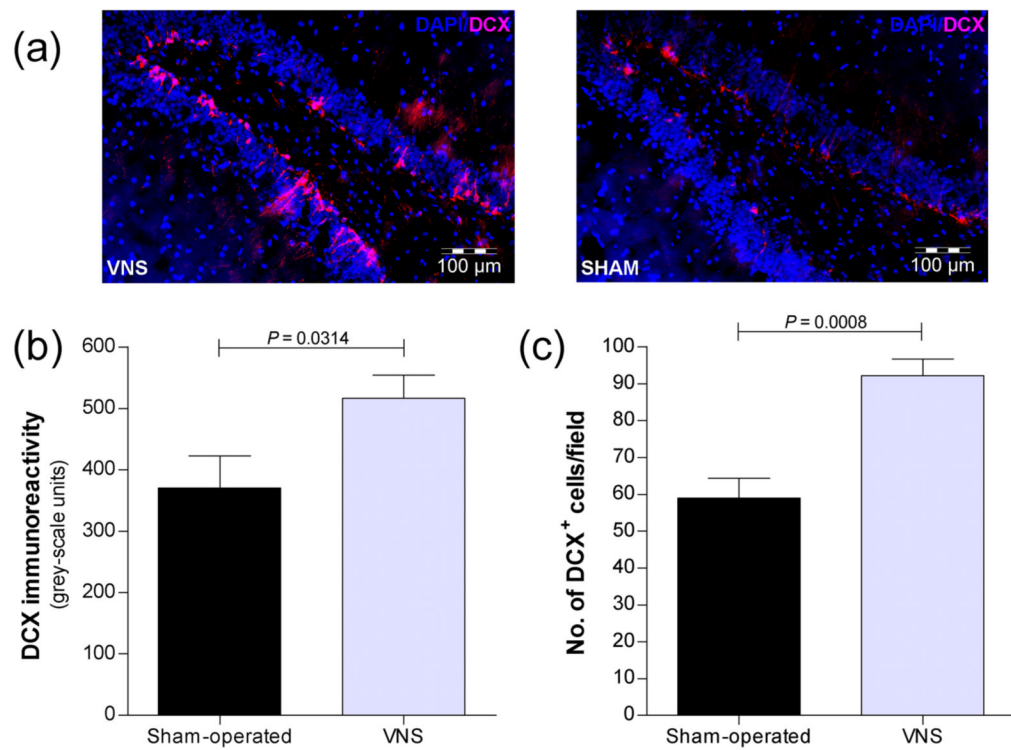 (a)
DAPI/DCX
VNS
100 µm
DAPI/DCX
SHAM
100 µm
(b)
P = 0.0314
600
500
400
300
200
100
0
DCX immunoreactivity
(grey-scale units)
Sham-operated
VNS
(c)
P = 0.0008
100
90
80
70
60
50
40
30
20
10
0
No. of DCX⁺ cells/field
Sham-operated
VNS